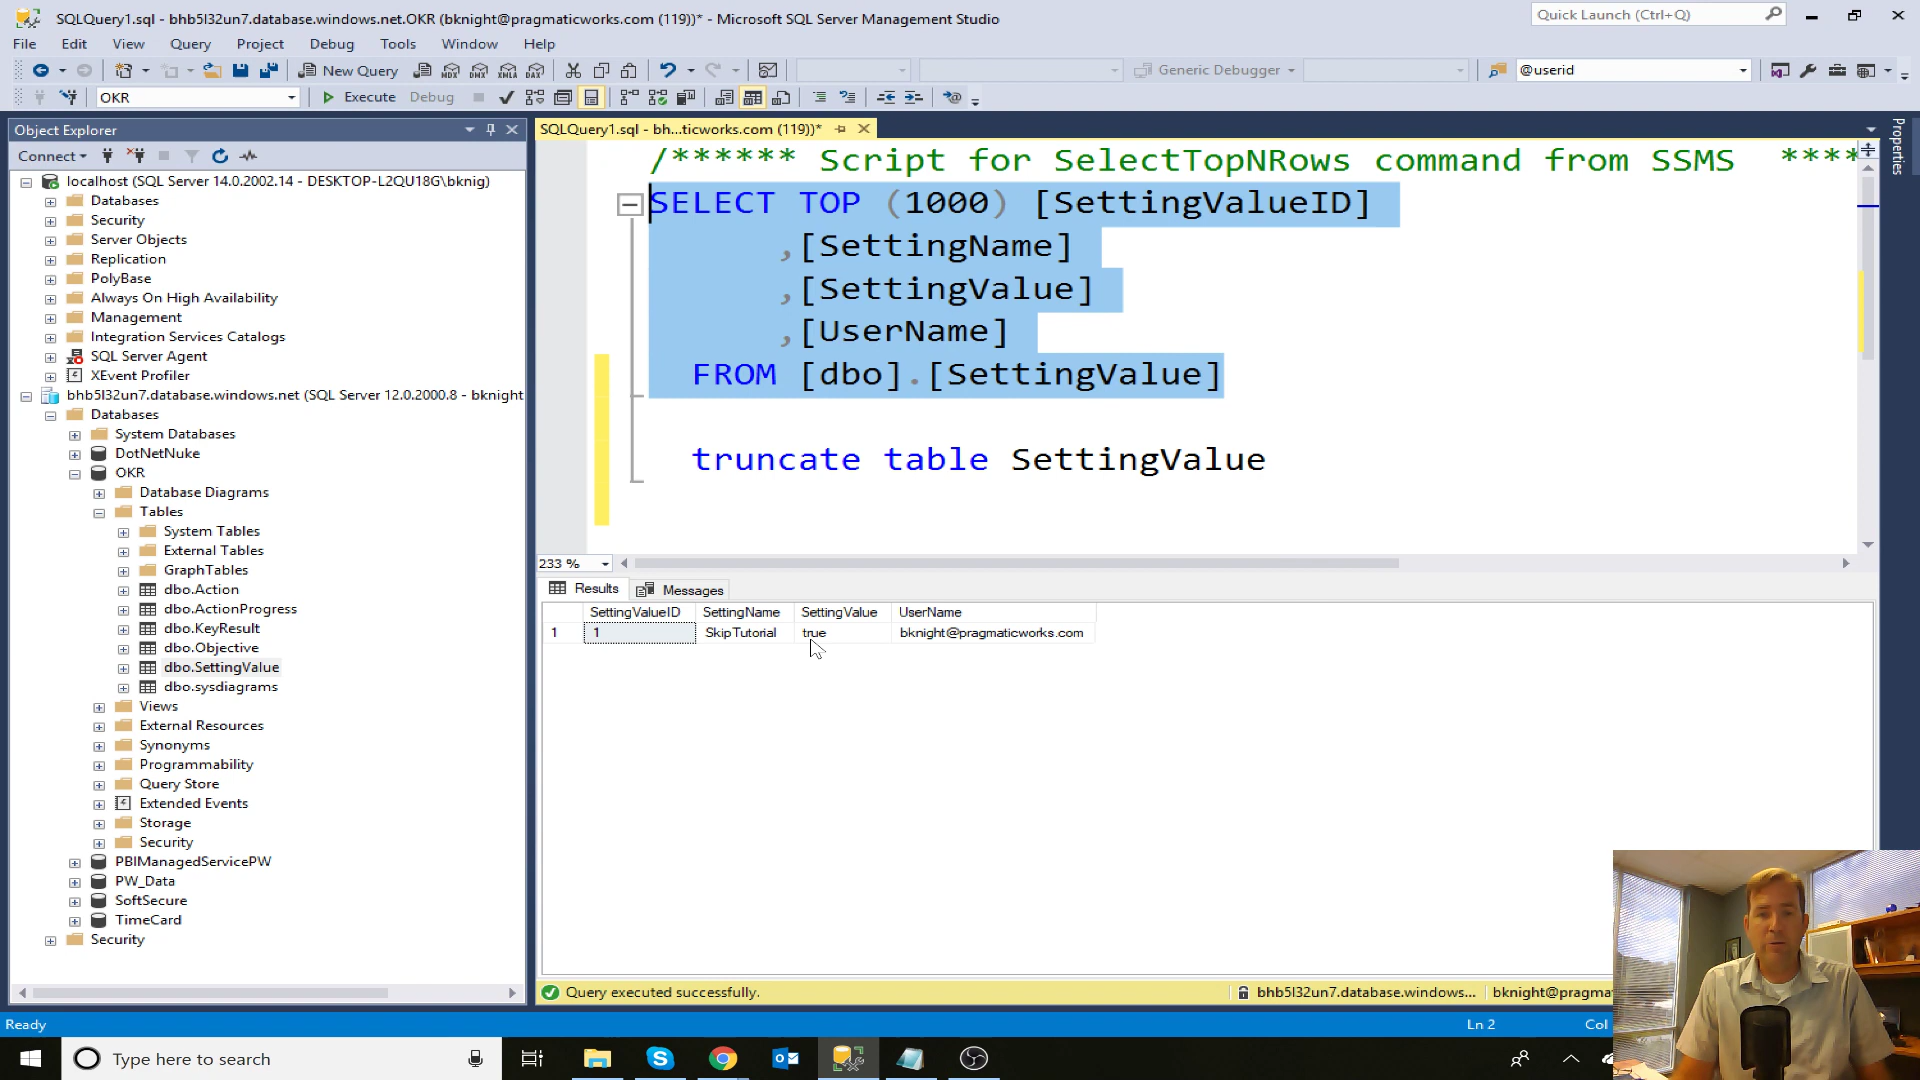 SQLQuery1.sql - bhb5l32un7.database.windows.net.OKR (bknight@pragmaticworks.com (119))* - Microsoft SQL Server Management Studio
Quick Launch (Ctrl+Q)
File Edit View Query Project Debug Tools Window Help
New Query MDX DMX XMLA DAX Generic Debugger @userid
OKR Execute Debug
Object Explorer
Connect
localhost (SQL Server 14.0.2002.14 - DESKTOP-L2QU18G\bknig)
Databases
Security
Server Objects
Replication
PolyBase
Always On High Availability
Management
Integration Services Catalogs
SQL Server Agent
XEvent Profiler
bhb5l32un7.database.windows.net (SQL Server 12.0.2000.8 - bknight
Databases
System Databases
DotNetNuke
OKR
Database Diagrams
Tables
System Tables
External Tables
GraphTables
dbo.Action
dbo.ActionProgress
dbo.KeyResult
dbo.Objective
dbo.SettingValue
dbo.sysdiagrams
Views
External Resources
Synonyms
Programmability
Query Store
Extended Events
Storage
Security
PBIManagedServicePW
PW_Data
SoftSecure
TimeCard
Security
SQLQuery1.sql - bh...ticworks.com (119))*
/****** Script for SelectTopNRows command from SSMS ****
SELECT TOP (1000) [SettingValueID]
,[SettingName]
,[SettingValue]
,[UserName]
FROM [dbo].[SettingValue]
truncate table SettingValue
233 %
Results Messages
SettingValueID SettingName SettingValue UserName
1 1 SkipTutorial true bknight@pragmaticworks.com
Query executed successfully. bhb5l32un7.database.windows... bknight@pragma
Properties
Ready Ln 2 Col
Type here to search